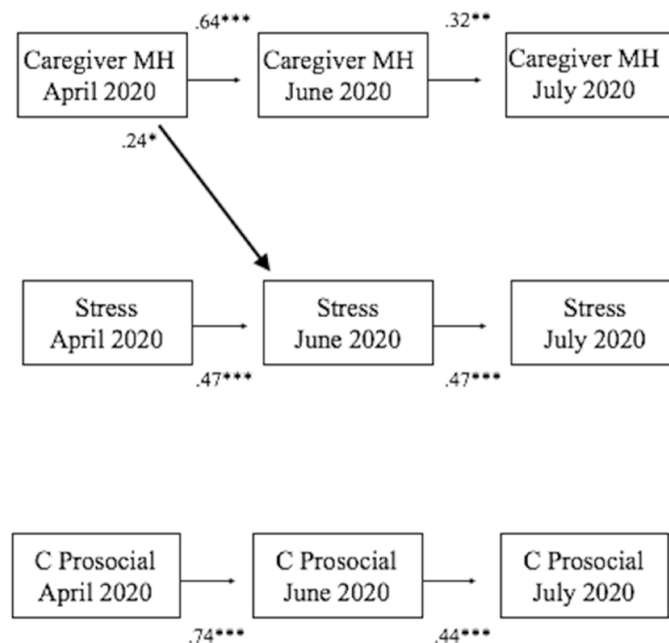 .64***
.32**
Caregiver MH
April 2020
Caregiver MH
June 2020
Caregiver MH
July 2020
.24*
Stress
April 2020
Stress
June 2020
Stress
July 2020
.47***
.47***
C Prosocial
April 2020
C Prosocial
June 2020
C Prosocial
July 2020
.74***
.44***